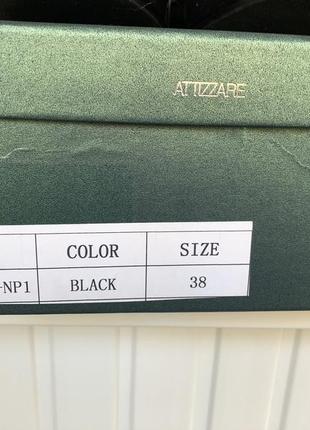 ATTIZZARE
COLOR SIZE
-NP1 BLACK 38